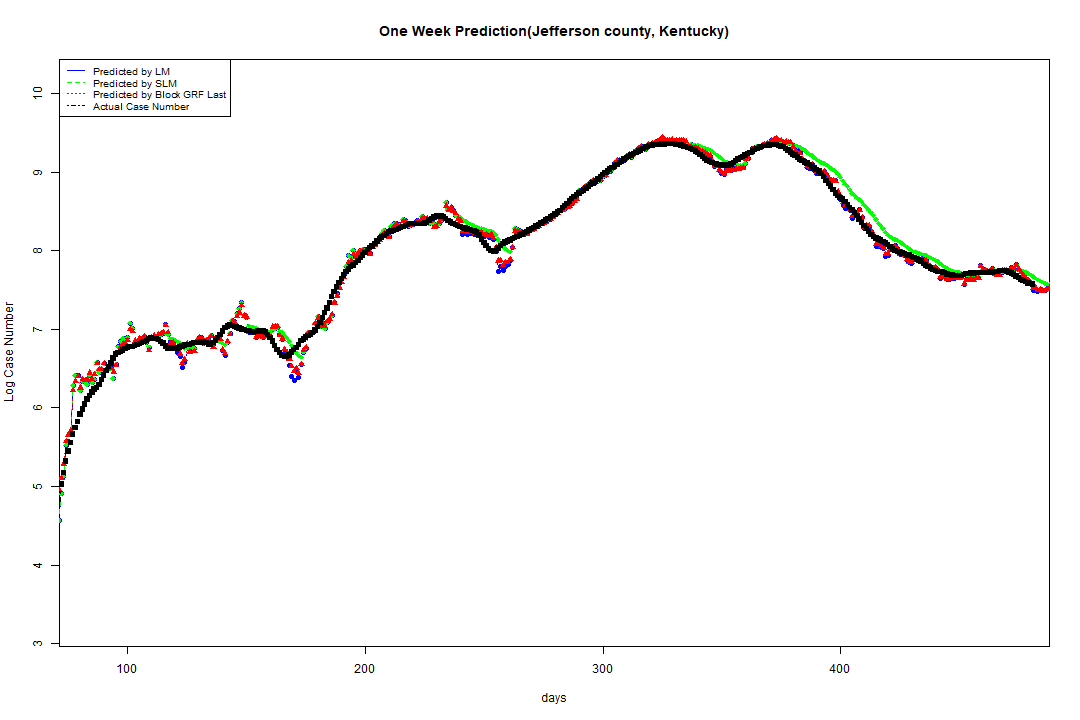 One Week Prediction(Jefferson county, Kentucky)
Predicted by LM
Predicted by SLM
Predicted by Block GRF Last
Actual Case Number
10
9
8
7
6
5
4
3
Log Case Number
100 200 300 400
days